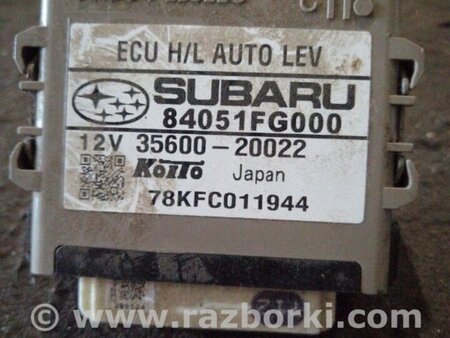 ECU H/L AUTO LEV
SUBARU
84051FG000
12V 35600-20022
KOITO Japan
78KFC011944
© www.razborki.com